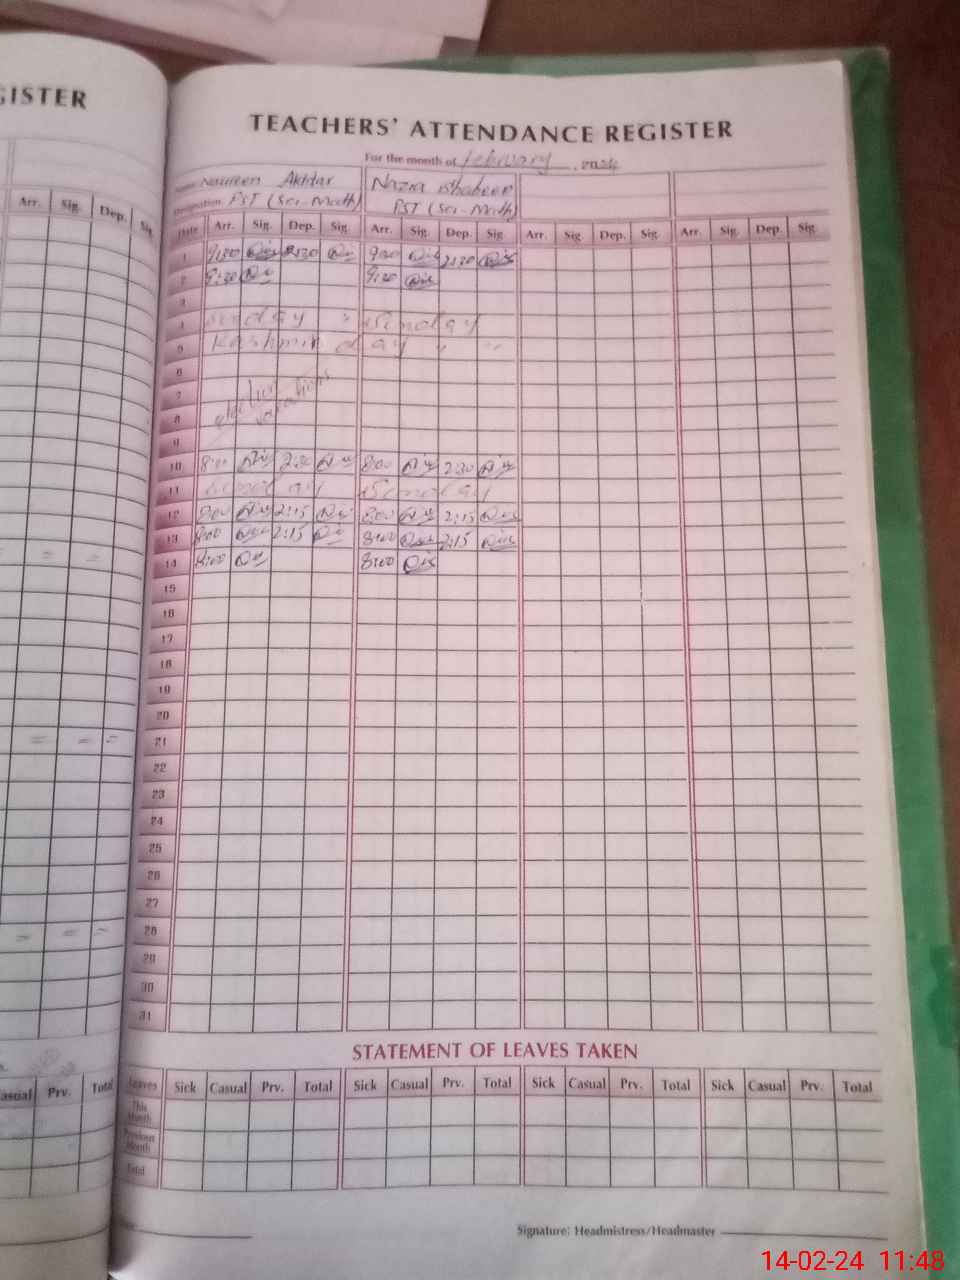 GISTER
TEACHERS' ATTENDANCE REGISTER
For the month of February, 2024
Name Naureen Akhtar Nazia Shaheen
Designation PST (Sci-Math) PST (Sci-Math)
Arr. Sig. Dep. Sig
Date Arr. Sig. Dep. Sig. Arr. Sig. Dep. Sig. Arr. Sig. Dep. Sig. Arr. Sig. Dep. Sig.
1 9:00 2:30
2 9:30
3
4 Sunday Sunday
5 Kashmir day " "
6
7
8 election vacations
9
10 8:00 2:30 8:00 2:30
11 Sunday Sunday
12 8:00 2:15 8:00 2:15
13 8:00 2:15 8:00 2:15
14 8:00 8:00
15
16
17
18
19
20
21
22
23
24
25
26
27
28
29
30
31
STATEMENT OF LEAVES TAKEN
Casual Prv. Total
Leaves Sick Casual Prv. Total Sick Casual Prv. Total Sick Casual Prv. Total Sick Casual Prv. Total
This Month
Previous Month
Total
Signature: Headmistress/Headmaster
14-02-24 11:48